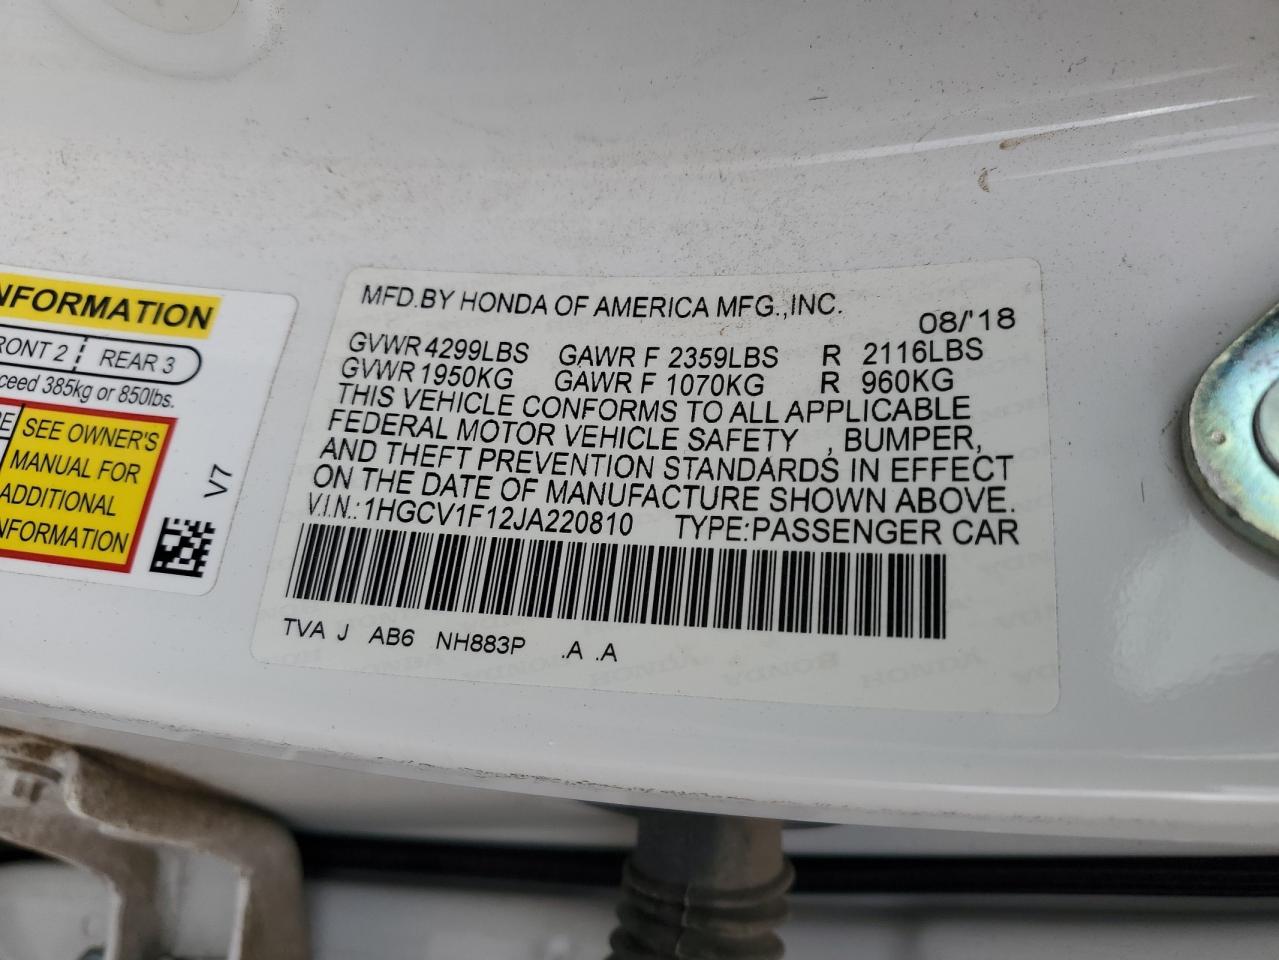 NFORMATION
RONT 2 REAR 3
ceed 385kg or 850lbs.
SEE OWNER'S
MANUAL FOR
ADDITIONAL
INFORMATION
V7
MFD.BY HONDA OF AMERICA MFG.,INC. 08/'18
GVWR 4299LBS GAWR F 2359LBS R 2116LBS
GVWR 1950KG GAWR F 1070KG R 960KG
THIS VEHICLE CONFORMS TO ALL APPLICABLE
FEDERAL MOTOR VEHICLE SAFETY , BUMPER,
AND THEFT PREVENTION STANDARDS IN EFFECT
ON THE DATE OF MANUFACTURE SHOWN ABOVE.
V.I.N.:1HGCV1F12JA220810 TYPE:PASSENGER CAR
TVA J AB6 NH883P .A .A